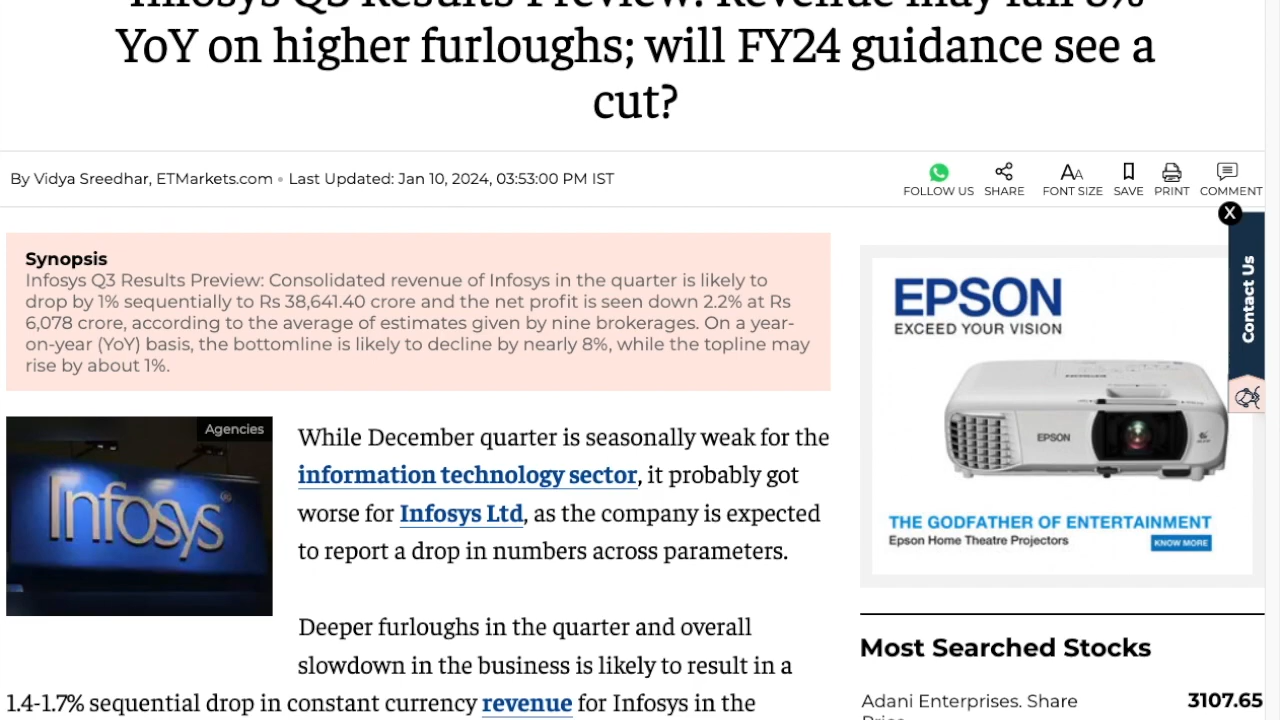 Infosys Q3 Results Preview: Revenue may fall 8%
YoY on higher furloughs; will FY24 guidance see a
cut?
By Vidya Sreedhar, ETMarkets.com • Last Updated: Jan 10, 2024, 03:53:00 PM IST
FOLLOW US SHARE FONT SIZE SAVE PRINT COMMENT
X
Contact Us
Synopsis
Infosys Q3 Results Preview: Consolidated revenue of Infosys in the quarter is likely to
drop by 1% sequentially to Rs 38,641.40 crore and the net profit is seen down 2.2% at Rs
6,078 crore, according to the average of estimates given by nine brokerages. On a year-
on-year (YoY) basis, the bottomline is likely to decline by nearly 8%, while the topline may
rise by about 1%.
Agencies
Infosys®
While December quarter is seasonally weak for the
information technology sector, it probably got
worse for Infosys Ltd, as the company is expected
to report a drop in numbers across parameters.
Deeper furloughs in the quarter and overall
slowdown in the business is likely to result in a
1.4-1.7% sequential drop in constant currency revenue for Infosys in the
EPSON
EXCEED YOUR VISION
EPSON
THE GODFATHER OF ENTERTAINMENT
Epson Home Theatre Projectors
KNOW MORE
Most Searched Stocks
Adani Enterprises. Share
Price
3107.65